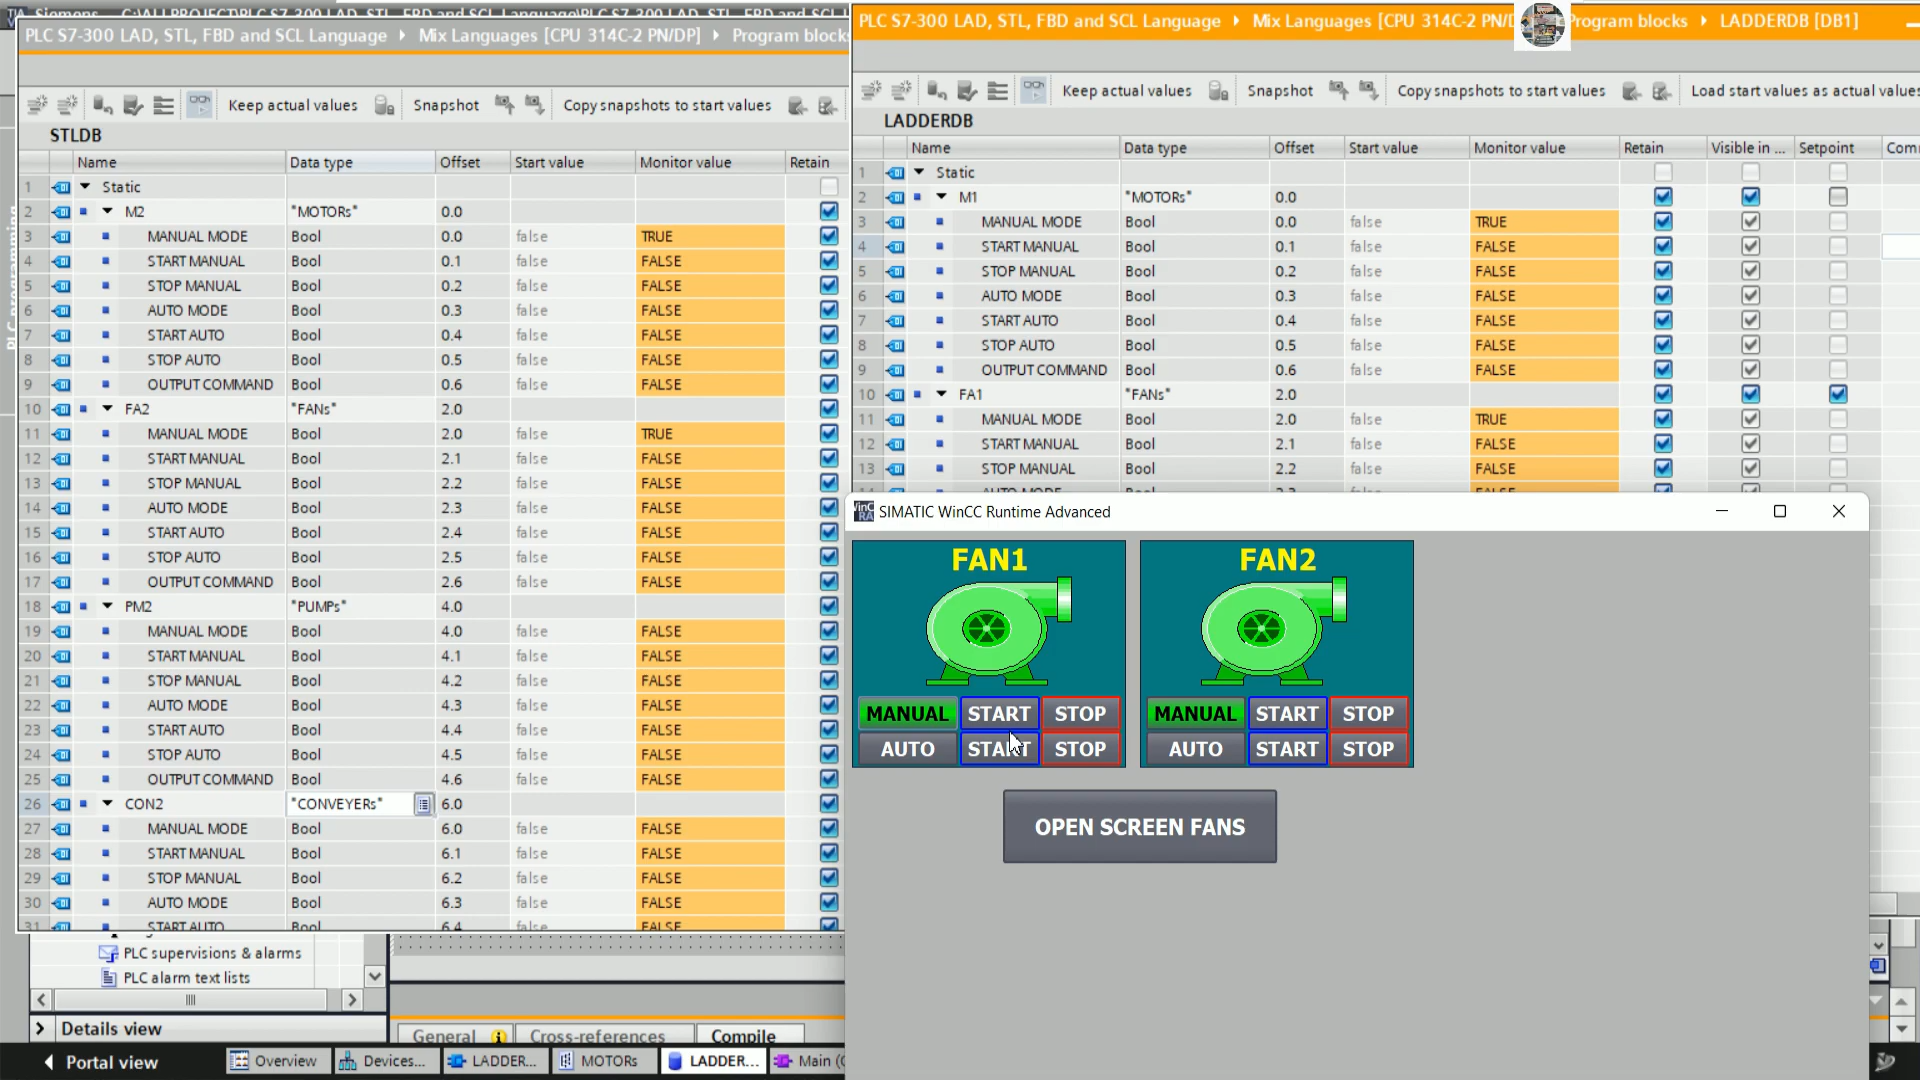 PLC S7-300 LAD, STL, FBD and SCL Language
Mix Languages [CPU 314C-2 PN/DP]
Program blocks
Keep actual values
Snapshot
Copy snapshots to start values
STLDB
Name Data type Offset Start value Monitor value Retain
1 Static
2 M2 "MOTORs" 0.0
3 MANUAL MODE Bool 0.0 false TRUE
4 START MANUAL Bool 0.1 false FALSE
5 STOP MANUAL Bool 0.2 false FALSE
6 AUTO MODE Bool 0.3 false FALSE
7 START AUTO Bool 0.4 false FALSE
8 STOP AUTO Bool 0.5 false FALSE
9 OUTPUT COMMAND Bool 0.6 false FALSE
10 FA2 "FANs" 2.0
11 MANUAL MODE Bool 2.0 false TRUE
12 START MANUAL Bool 2.1 false FALSE
13 STOP MANUAL Bool 2.2 false FALSE
14 AUTO MODE Bool 2.3 false FALSE
15 START AUTO Bool 2.4 false FALSE
16 STOP AUTO Bool 2.5 false FALSE
17 OUTPUT COMMAND Bool 2.6 false FALSE
18 PM2 "PUMPs" 4.0
19 MANUAL MODE Bool 4.0 false FALSE
20 START MANUAL Bool 4.1 false FALSE
21 STOP MANUAL Bool 4.2 false FALSE
22 AUTO MODE Bool 4.3 false FALSE
23 START AUTO Bool 4.4 false FALSE
24 STOP AUTO Bool 4.5 false FALSE
25 OUTPUT COMMAND Bool 4.6 false FALSE
26 CON2 "CONVEYERs" 6.0
27 MANUAL MODE Bool 6.0 false FALSE
28 START MANUAL Bool 6.1 false FALSE
29 STOP MANUAL Bool 6.2 false FALSE
30 AUTO MODE Bool 6.3 false FALSE
31 START AUTO Bool 6.4 false FALSE
PLC supervisions & alarms
PLC alarm text lists
Details view
General
Cross-references
Compile
Portal view
Overview
Devices...
LADDER...
MOTORs
LADDER...
Main
PLC S7-300 LAD, STL, FBD and SCL Language
Mix Languages [CPU 314C-2 PN/D
Program blocks
LADDERDB [DB1]
Keep actual values
Snapshot
Copy snapshots to start values
Load start values as actual values
LADDERDB
Name Data type Offset Start value Monitor value Retain Visible in ... Setpoint Com
1 Static
2 M1 "MOTORs" 0.0
3 MANUAL MODE Bool 0.0 false TRUE
4 START MANUAL Bool 0.1 false FALSE
5 STOP MANUAL Bool 0.2 false FALSE
6 AUTO MODE Bool 0.3 false FALSE
7 START AUTO Bool 0.4 false FALSE
8 STOP AUTO Bool 0.5 false FALSE
9 OUTPUT COMMAND Bool 0.6 false FALSE
10 FA1 "FANs" 2.0
11 MANUAL MODE Bool 2.0 false TRUE
12 START MANUAL Bool 2.1 false FALSE
13 STOP MANUAL Bool 2.2 false FALSE
SIMATIC WinCC Runtime Advanced
FAN1
MANUAL START STOP
AUTO START STOP
FAN2
MANUAL START STOP
AUTO START STOP
OPEN SCREEN FANS